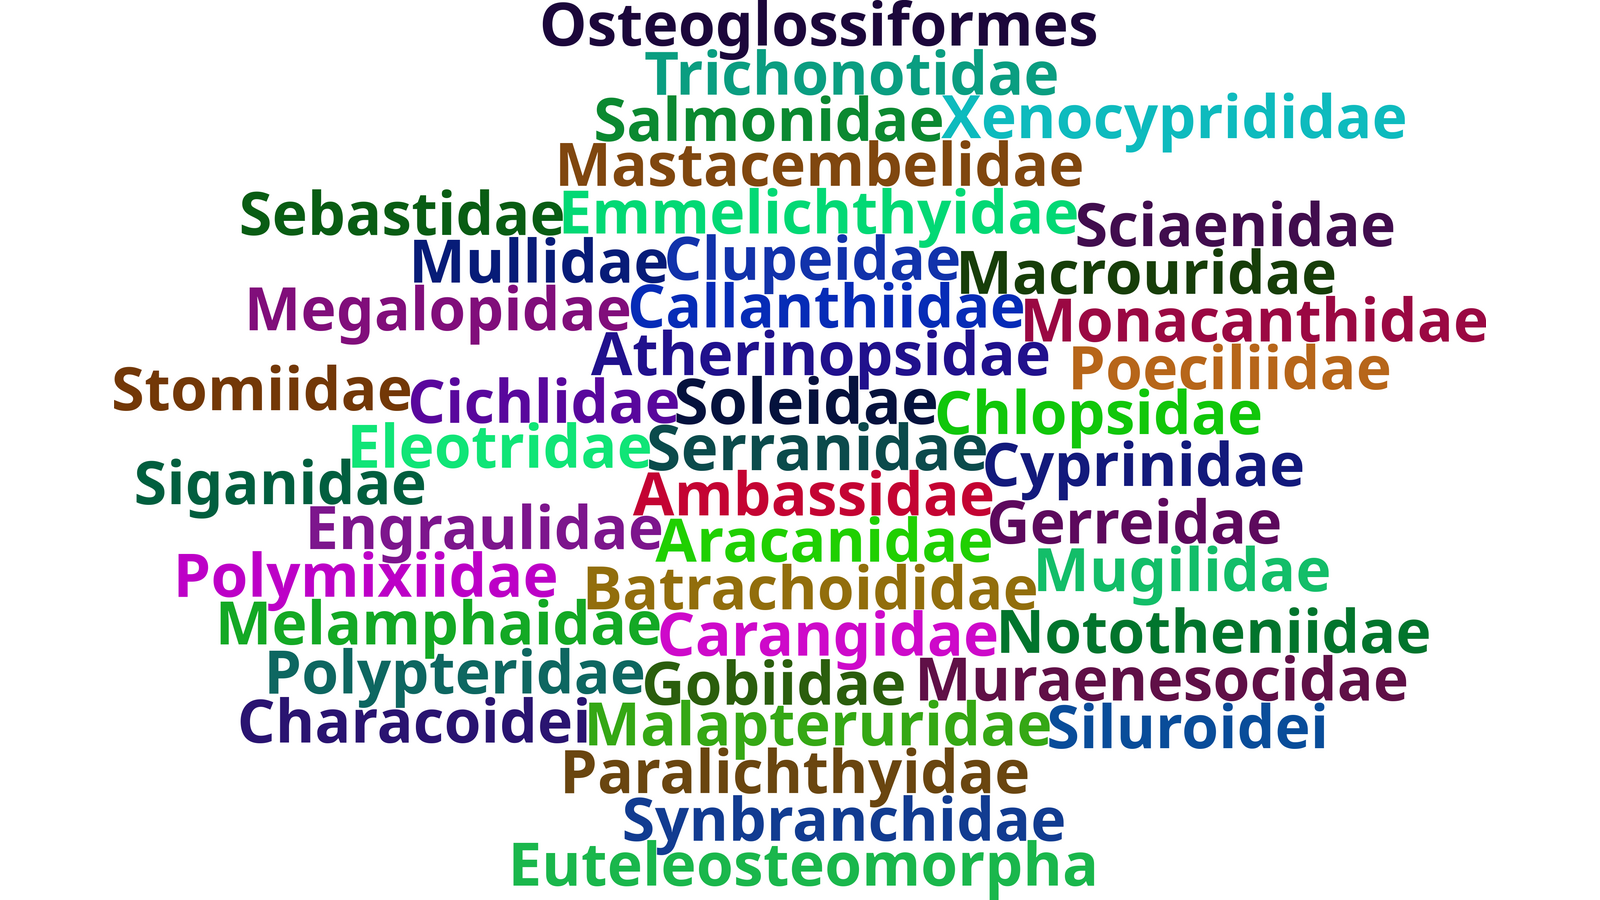 Osteoglossiformes
Trichonotidae
Salmonidae Xenocyprididae
Mastacembelidae
Sebastidae Emmelichthyidae Sciaenidae
Mullidae Clupeidae Macrouridae
Megalopidae Callanthiidae Monacanthidae
Atherinopsidae Poeciliidae
Stomiidae Cichlidae Soleidae Chlopsidae
Eleotridae Serranidae Cyprinidae
Siganidae Ambassidae
Engraulidae Aracanidae Gerreidae
Polymixiidae Batrachoididae Mugilidae
Melamphaidae Carangidae Nototheniidae
Polypteridae Gobiidae Muraenesocidae
Characoidei Malapteruridae Siluroidei
Paralichthyidae
Synbranchidae
Euteleosteomorpha